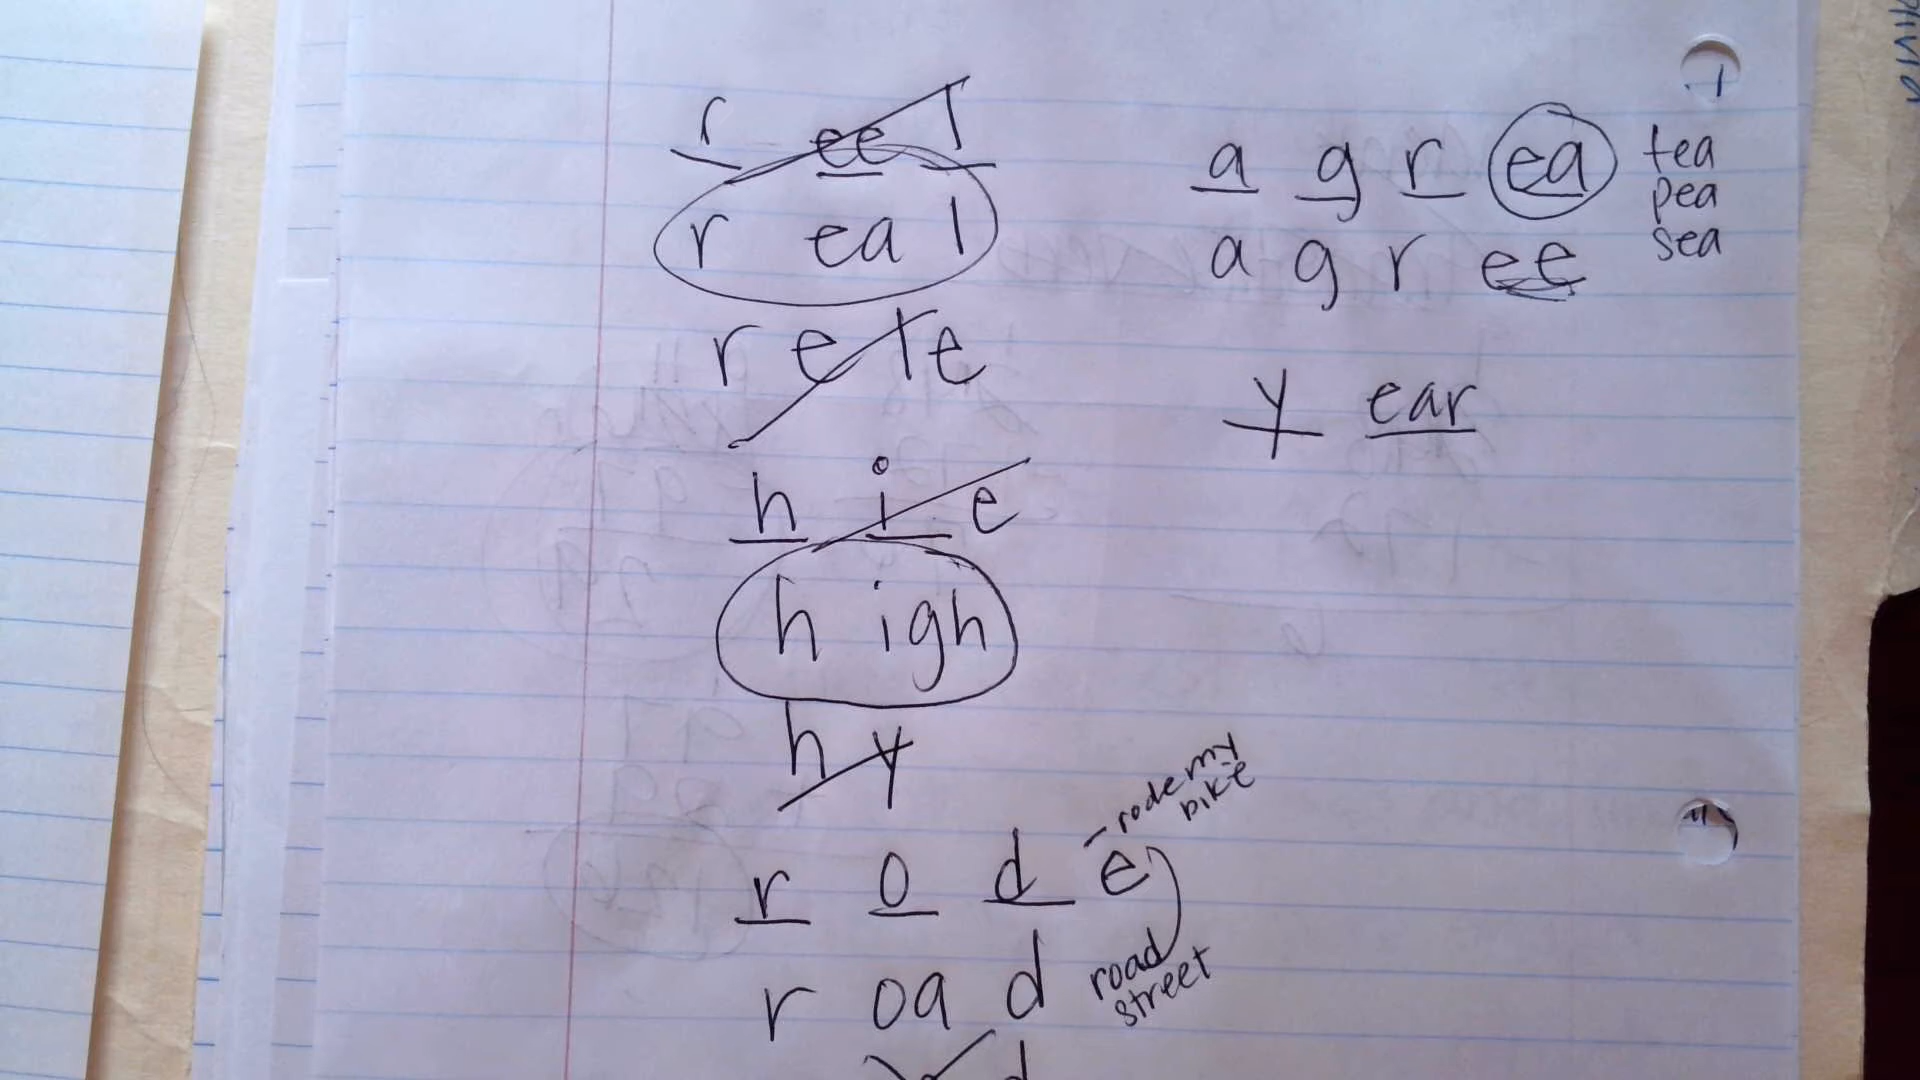 r ee l
r ea l
r e l e
h i e
h igh
h y
r o d e - rode my bike
r oa d road street
d
a g r ea
a g r ee
tea
pea
sea
y ear